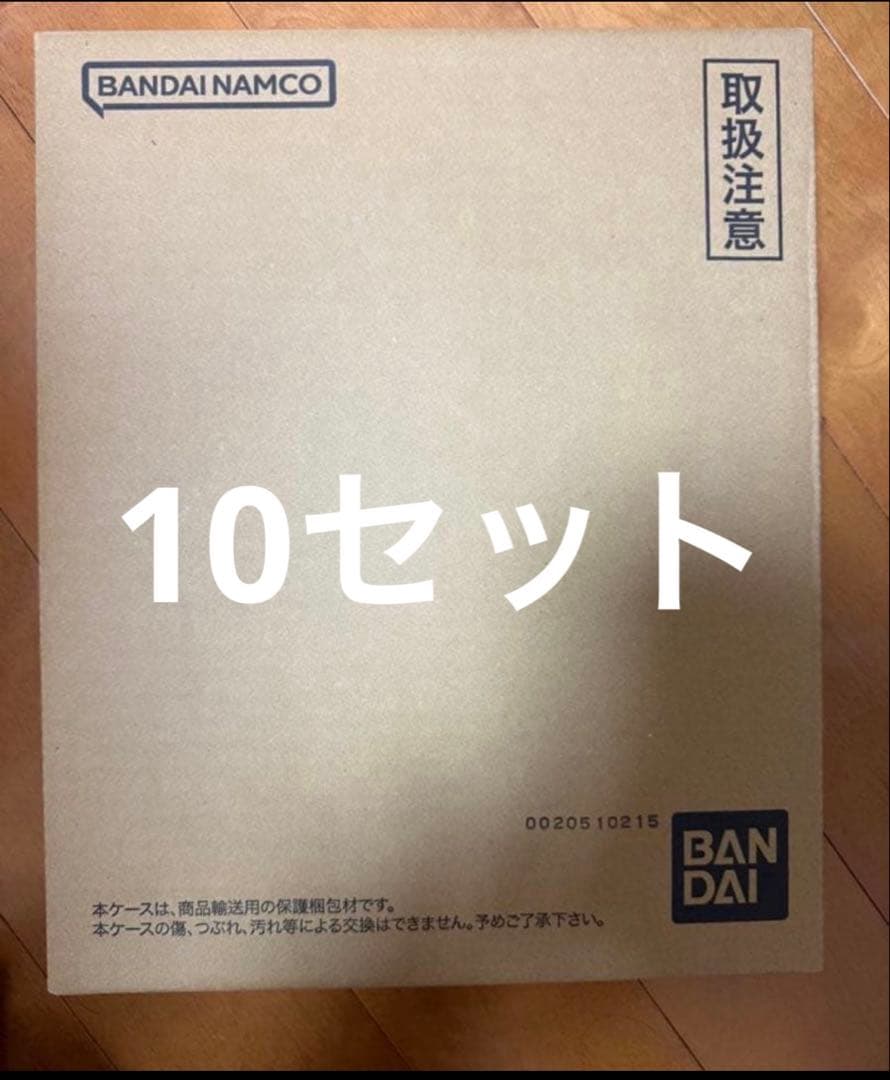 BANDAI NAMCO
取扱注意
10セット
0020510215
BAN
DAI
本ケースは、商品輸送用の保護梱包材です。
本ケースの傷、つぶれ、汚れ等による交換はできません。予めご了承下さい。